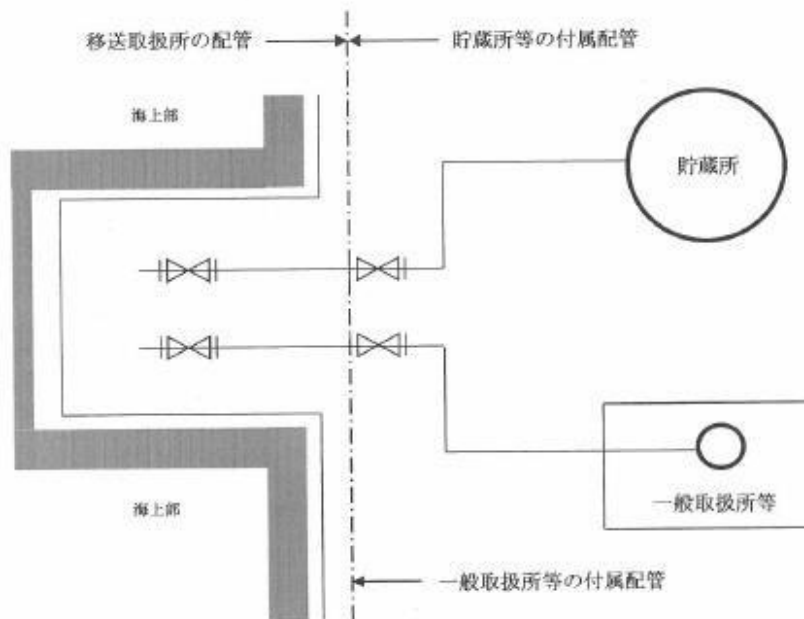 移送取扱所の配管
貯蔵所等の付属配管
海上部
貯蔵所
一般取扱所等
海上部
一般取扱所等の付属配管